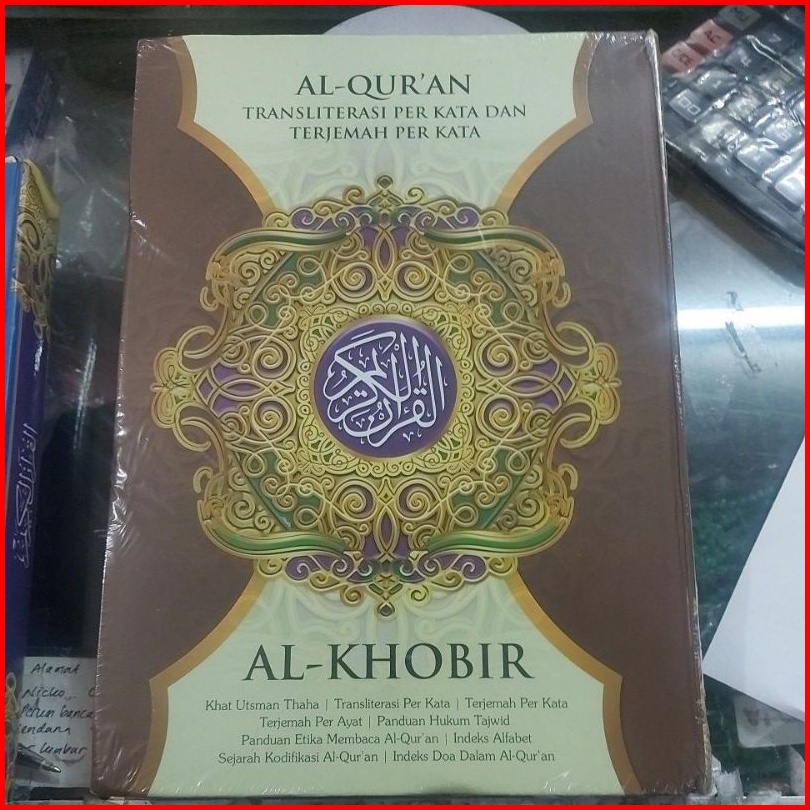 AL-QUR'AN
TRANSLITERASI PER KATA DAN
TERJEMAH PER KATA
القرآن الكريم
AL-KHOBIR
Khat Utsman Thaha | Transliterasi Per Kata | Terjemah Per Kata
Terjemah Per Ayat | Panduan Hukum Tajwid
Panduan Etika Membaca Al-Qur'an | Indeks Alfabet
Sejarah Kodifikasi Al-Qur'an | Indeks Doa Dalam Al-Qur'an
Alamat
AC